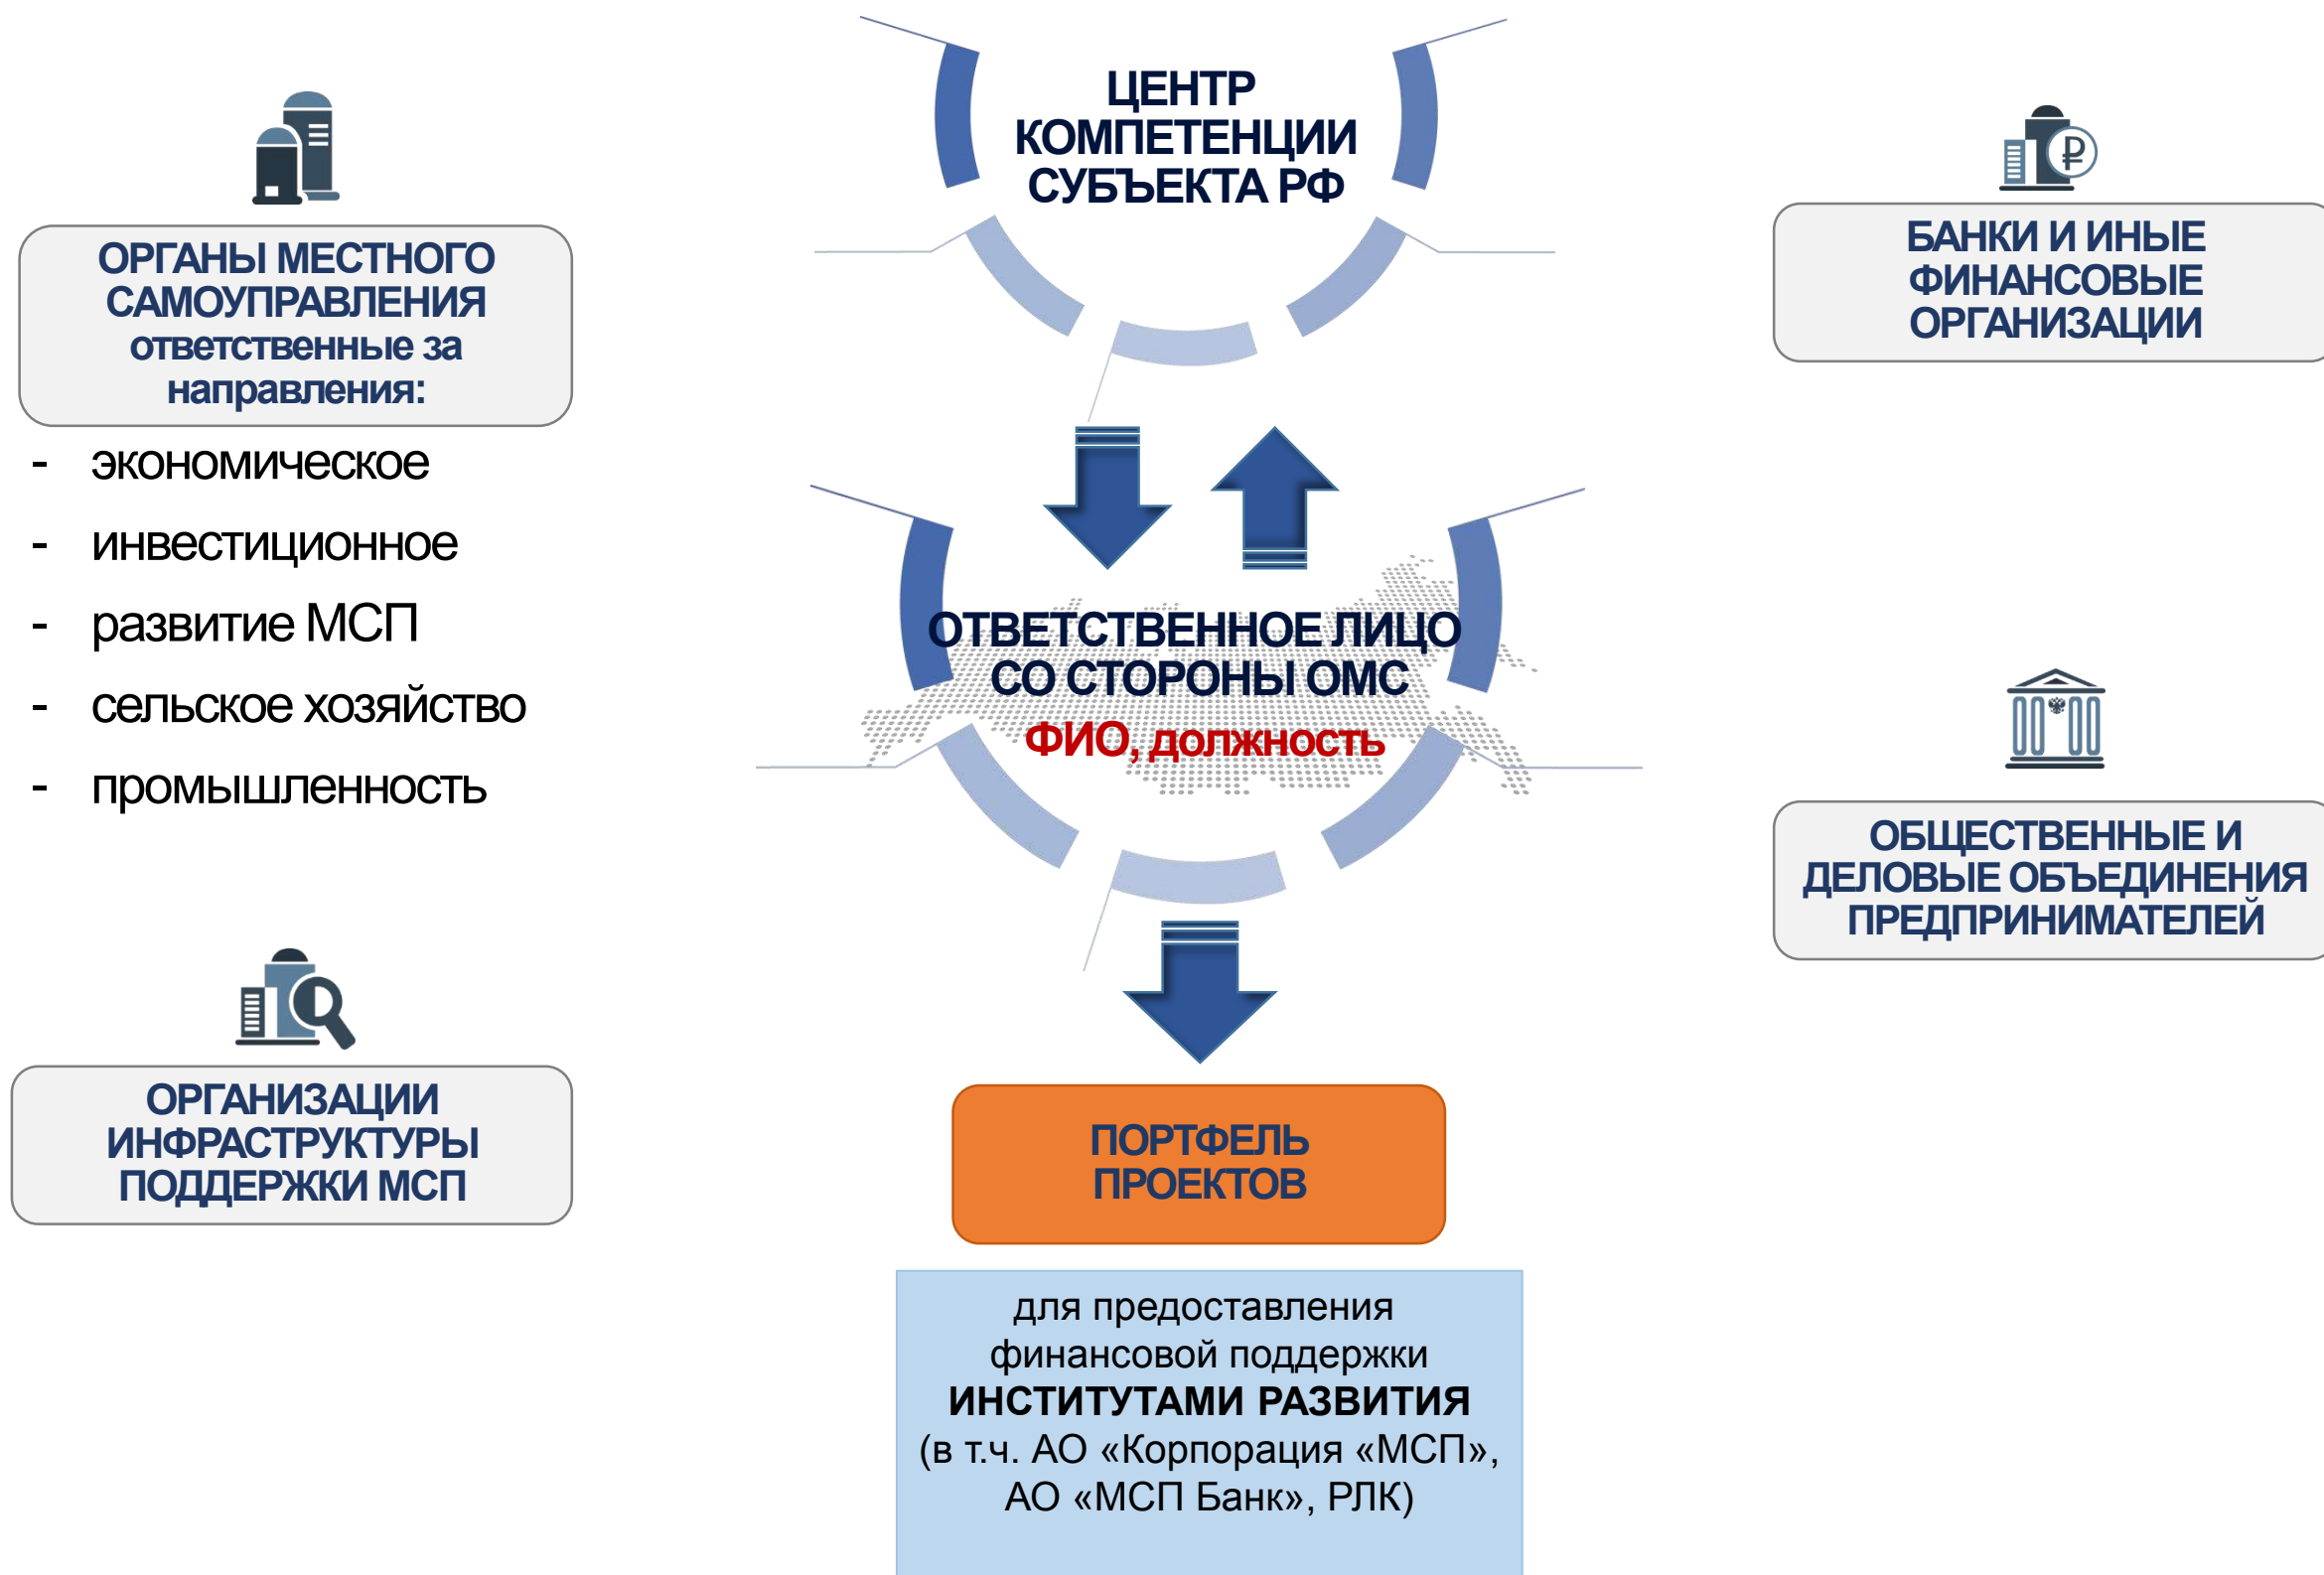 ЦЕНТР
КОМПЕТЕНЦИИ
СУБЪЕКТА РФ
ОРГАНЫ МЕСТНОГО
САМОУПРАВЛЕНИЯ
ответственные за
направления:
- экономическое
- инвестиционное
- развитие МСП
- сельское хозяйство
- промышленность
ОРГАНИЗАЦИИ
ИНФРАСТРУКТУРЫ
ПОДДЕРЖКИ МСП
ОТВЕТСТВЕННОЕ ЛИЦО
СО СТОРОНЫ ОМС
ФИО, должность
БАНКИ И ИНЫЕ
ФИНАНСОВЫЕ
ОРГАНИЗАЦИИ
ОБЩЕСТВЕННЫЕ И
ДЕЛОВЫЕ ОБЪЕДИНЕНИЯ
ПРЕДПРИНИМАТЕЛЕЙ
ПОРТФЕЛЬ
ПРОЕКТОВ
для предоставления
финансовой поддержки
ИНСТИТУТАМИ РАЗВИТИЯ
(в т.ч. АО «Корпорация «МСП»,
АО «МСП Банк», РЛК)